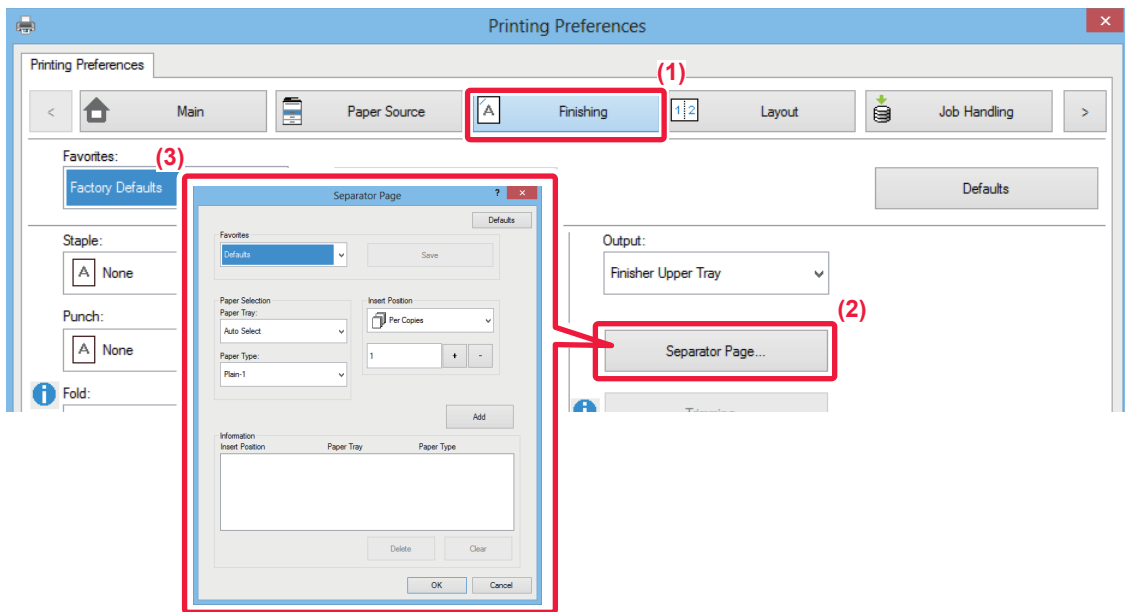 Printing Preferences
×
Printing Preferences
(1)
<
Main
Paper Source
A
Finishing
1 2
Layout
Job Handling
>
Favorites:
(3)
Factory Defaults
Defaults
Staple:
A
None
Punch:
A
None
i
Fold:
Separator Page
?
×
Defaults
Favorites
Defaults
Save
Paper Selection
Paper Tray:
Auto Select
Paper Type:
Plain-1
Insert Position
Per Copies
1
+
-
Add
Information
Insert Position
Paper Tray
Paper Type
Delete
Clear
OK
Cancel
Output:
Finisher Upper Tray
(2)
Separator Page...